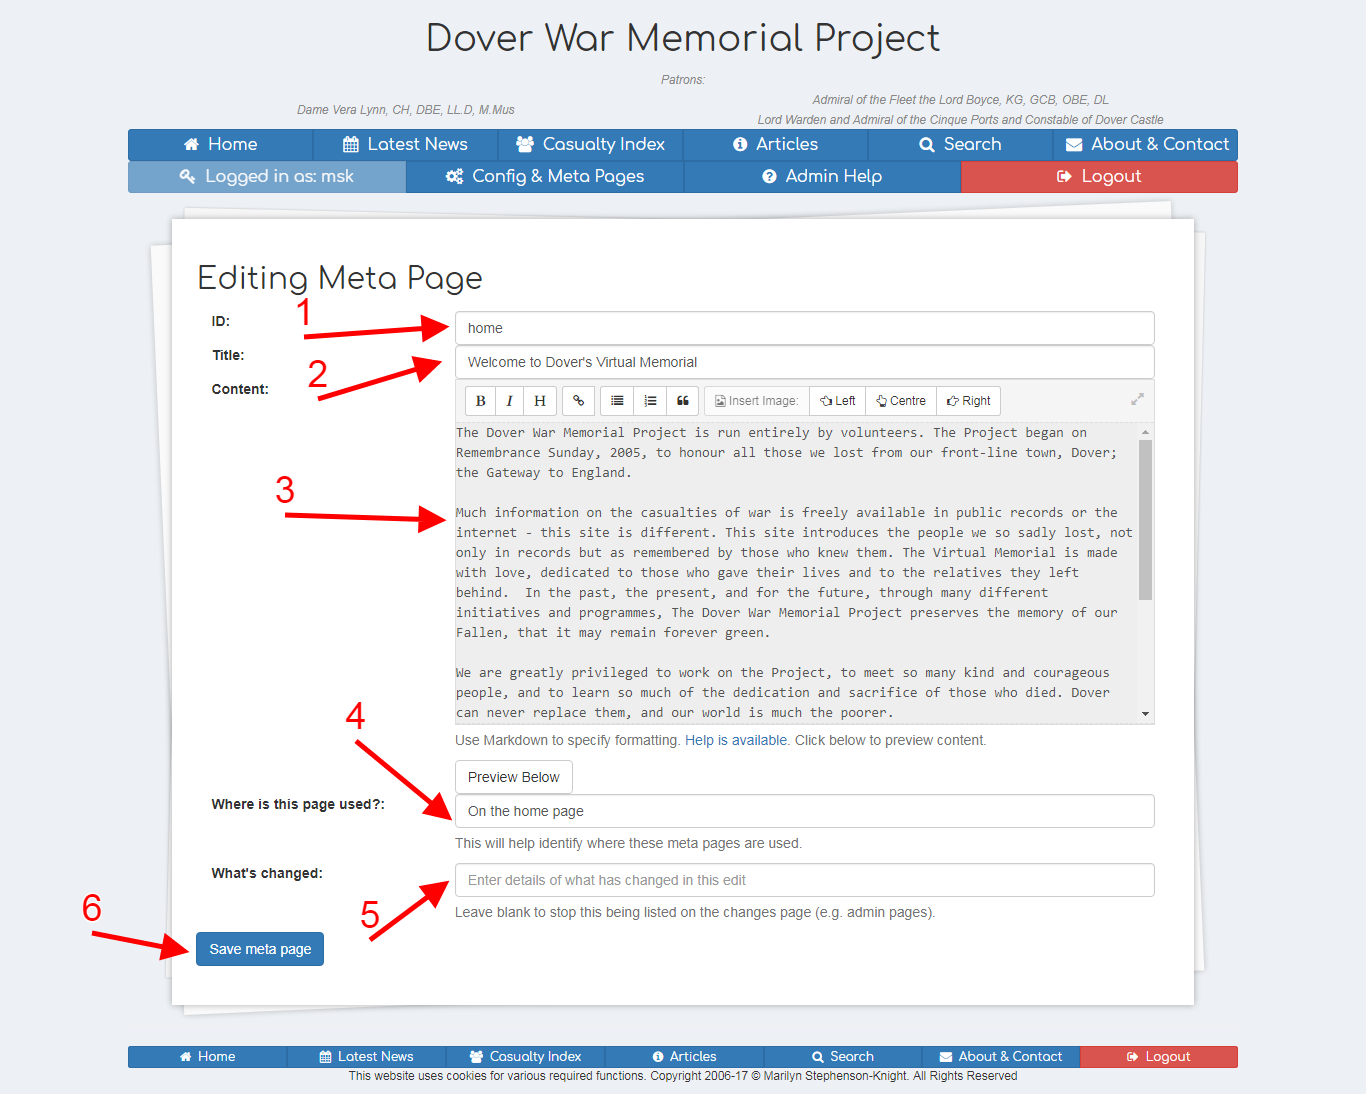 Dover War Memorial Project
Patrons:
Dame Vera Lynn, CH, DBE, LL.D, M.Mus
Admiral of the Fleet the Lord Boyce, KG, GCB, OBE, DL
Lord Warden and Admiral of the Cinque Ports and Constable of Dover Castle
Home Latest News Casualty Index Articles Search About & Contact
Logged in as: msk Config & Meta Pages Admin Help Logout
Editing Meta Page
1
ID: home
Title: Welcome to Dover's Virtual Memorial
2
Content:
B I H Insert Image: Left Centre Right
The Dover War Memorial Project is run entirely by volunteers. The Project began on
Remembrance Sunday, 2005, to honour all those we lost from our front-line town, Dover;
the Gateway to England.
3
Much information on the casualties of war is freely available in public records or the
internet - this site is different. This site introduces the people we so sadly lost, not
only in records but as remembered by those who knew them. The Virtual Memorial is made
with love, dedicated to those who gave their lives and to the relatives they left
behind.  In the past, the present, and for the future, through many different
initiatives and programmes, The Dover War Memorial Project preserves the memory of our
Fallen, that it may remain forever green.
We are greatly privileged to work on the Project, to meet so many kind and courageous
people, and to learn so much of the dedication and sacrifice of those who died. Dover
can never replace them, and our world is much the poorer.
4
Use Markdown to specify formatting. Help is available. Click below to preview content.
Preview Below
Where is this page used?: On the home page
This will help identify where these meta pages are used.
What's changed: Enter details of what has changed in this edit
5
Leave blank to stop this being listed on the changes page (e.g. admin pages).
6
Save meta page
Home Latest News Casualty Index Articles Search About & Contact Logout
This website uses cookies for various required functions. Copyright 2006-17 © Marilyn Stephenson-Knight. All Rights Reserved